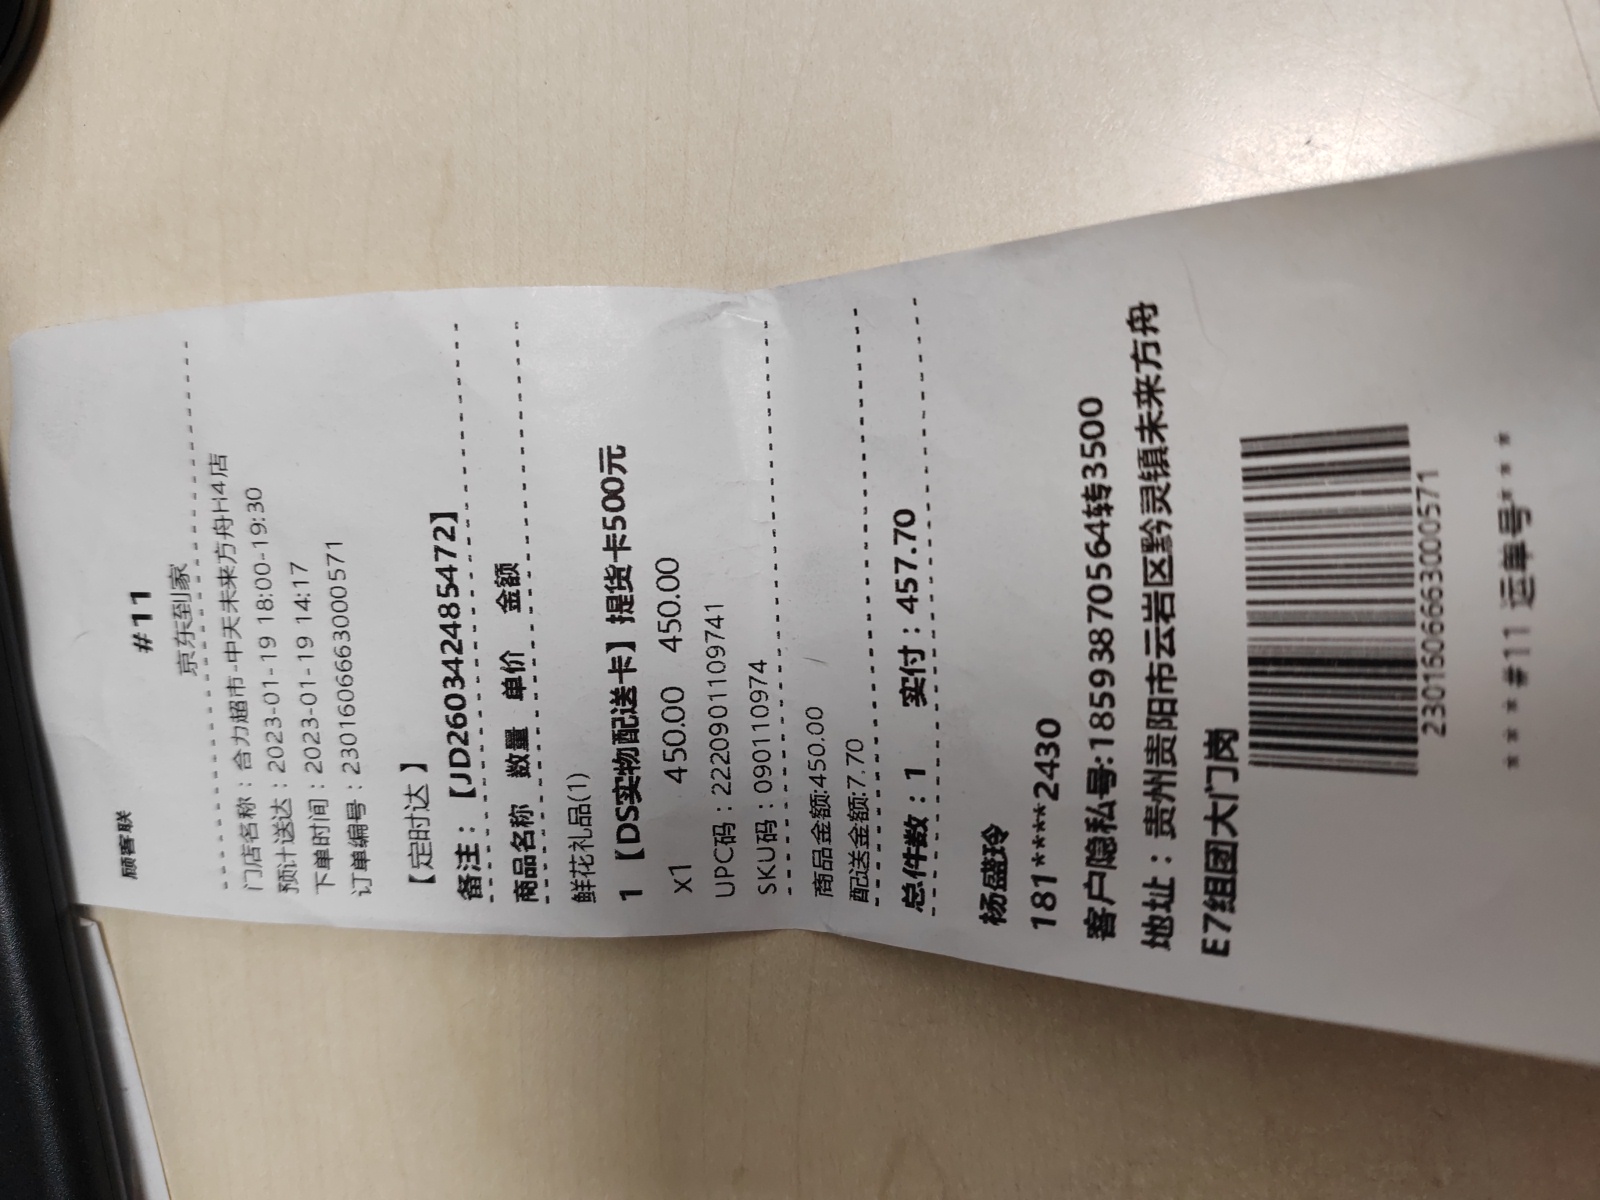 顾客联
#11
京东到家
门店名称：合力超市-中天未来方舟H4店
预计送达：2023-01-19 18:00-19:30
下单时间：2023-01-19 14:17
订单编号：2301606663000571
【定时达】
备注：【JD260342485472】
商品名称 数量 单价 金额
鲜花礼品(1)
1【DS实物配送卡】提货卡500元
X1 450.00 450.00
UPC码：2220901109741
SKU码：090110974
商品金额:450.00
配送金额:7.70
总件数：1 实付：457.70
杨盛玲
181****2430
客户隐私号:18593870564转3500
地址：贵州贵阳市云岩区黔灵镇未来方舟
E7组团大门岗
2301606663000571
****#11 运单号***